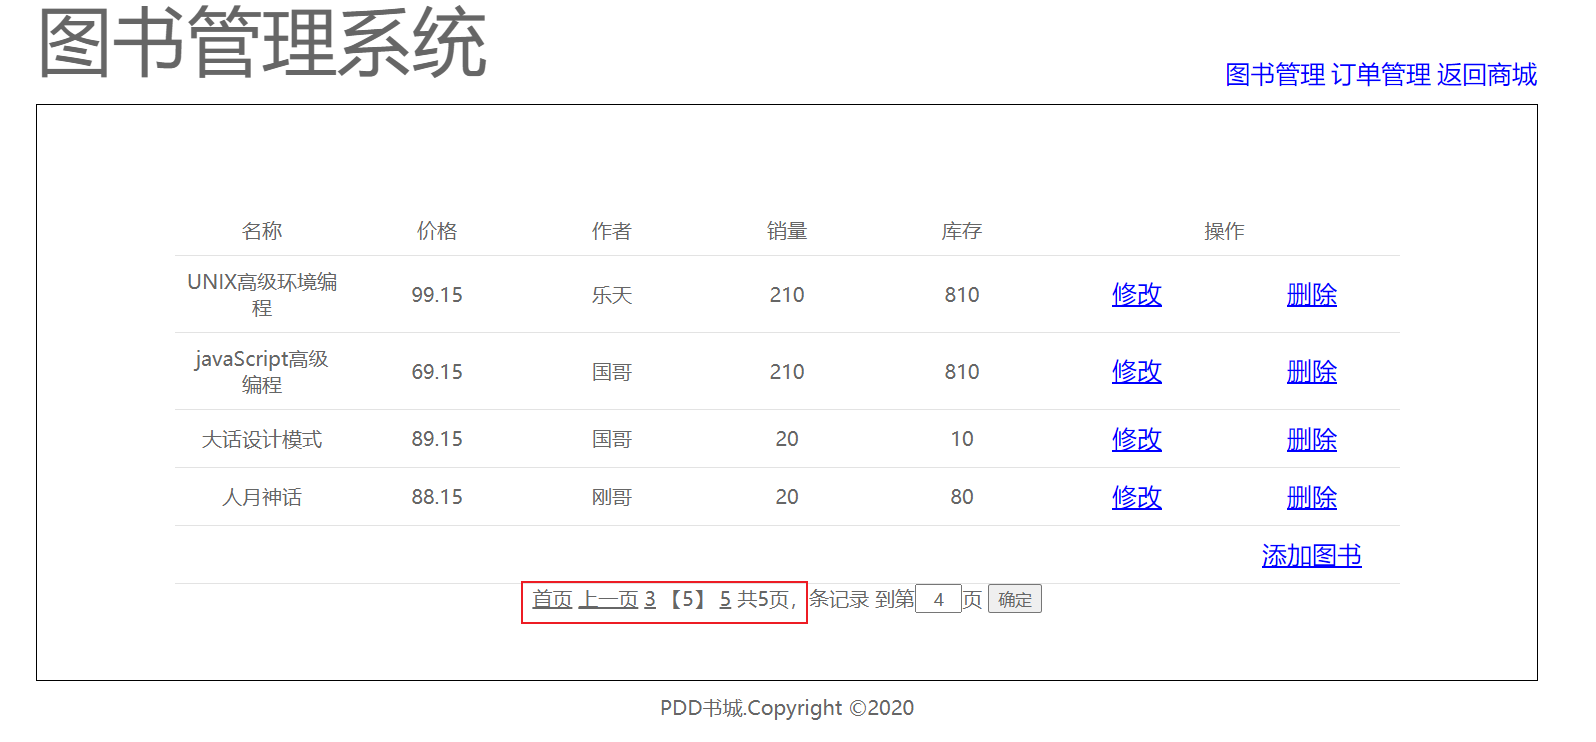 图书管理系统
图书管理 订单管理 返回商城
名称 价格 作者 销量 库存 操作
UNIX高级环境编
程 99.15 乐天 210 810 修改 删除
javaScript高级
编程 69.15 国哥 210 810 修改 删除
大话设计模式 89.15 国哥 20 10 修改 删除
人月神话 88.15 刚哥 20 80 修改 删除
添加图书
首页 上一页 3 【5】 5 共5页，条记录 到第 4 页 确定
PDD书城.Copyright ©2020